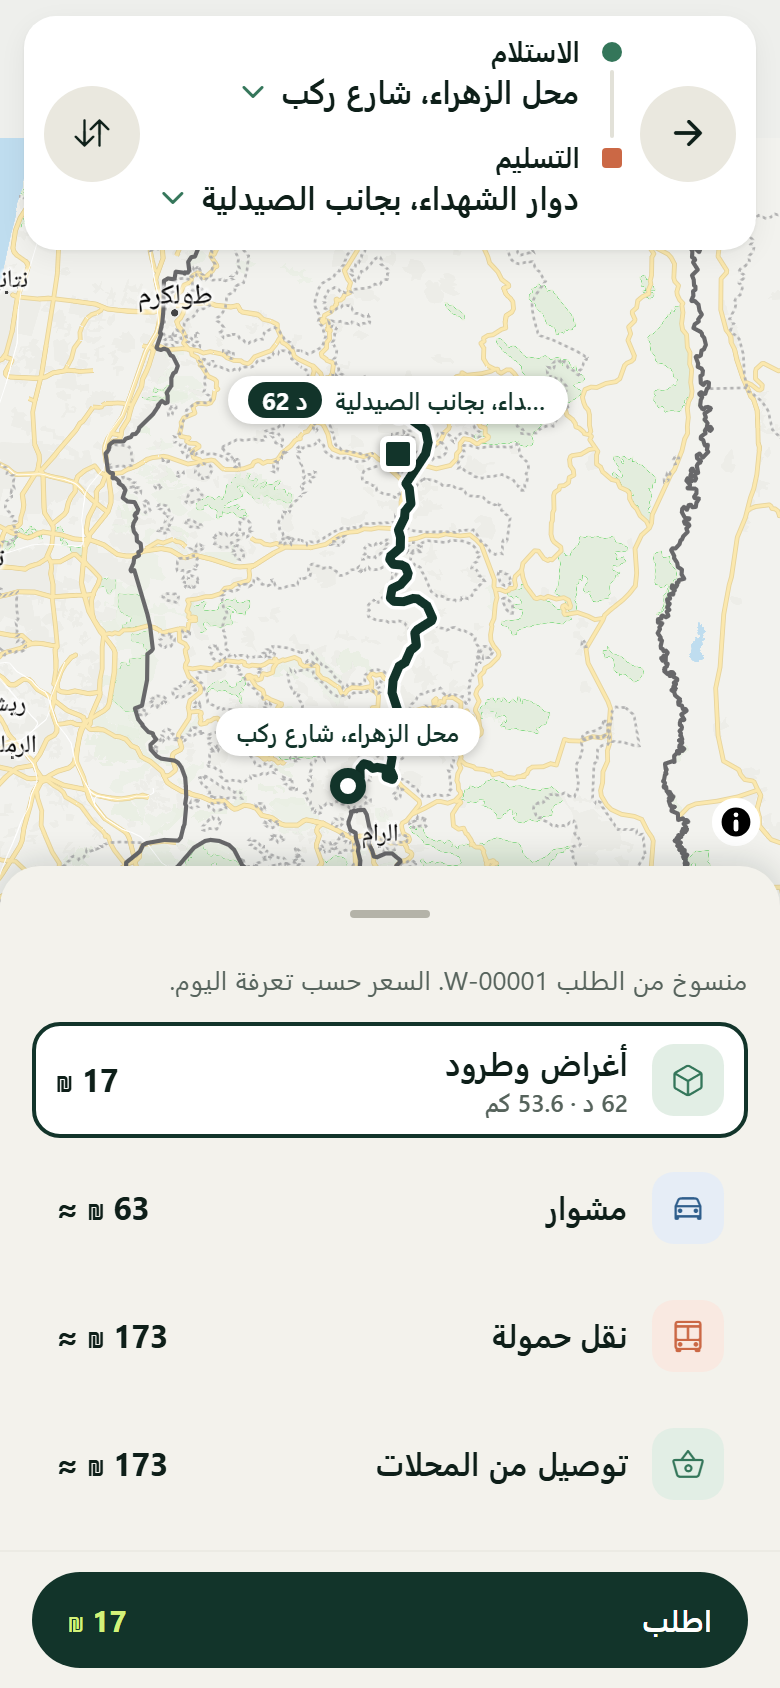 الاستلام
محل الزهراء، شارع ركب
التسليم
دوار الشهداء، بجانب الصيدلية
طولكرم
...داء، بجانب الصيدلية 62 د
محل الزهراء، شارع ركب
الرام
منسوخ من الطلب W-00001. السعر حسب تعرفة اليوم.
أغراض وطرود
62 د · 53.6 كم
17 ₪
مشوار
≈ ₪ 63
نقل حمولة
≈ ₪ 173
توصيل من المحلات
≈ ₪ 173
اطلب
17 ₪